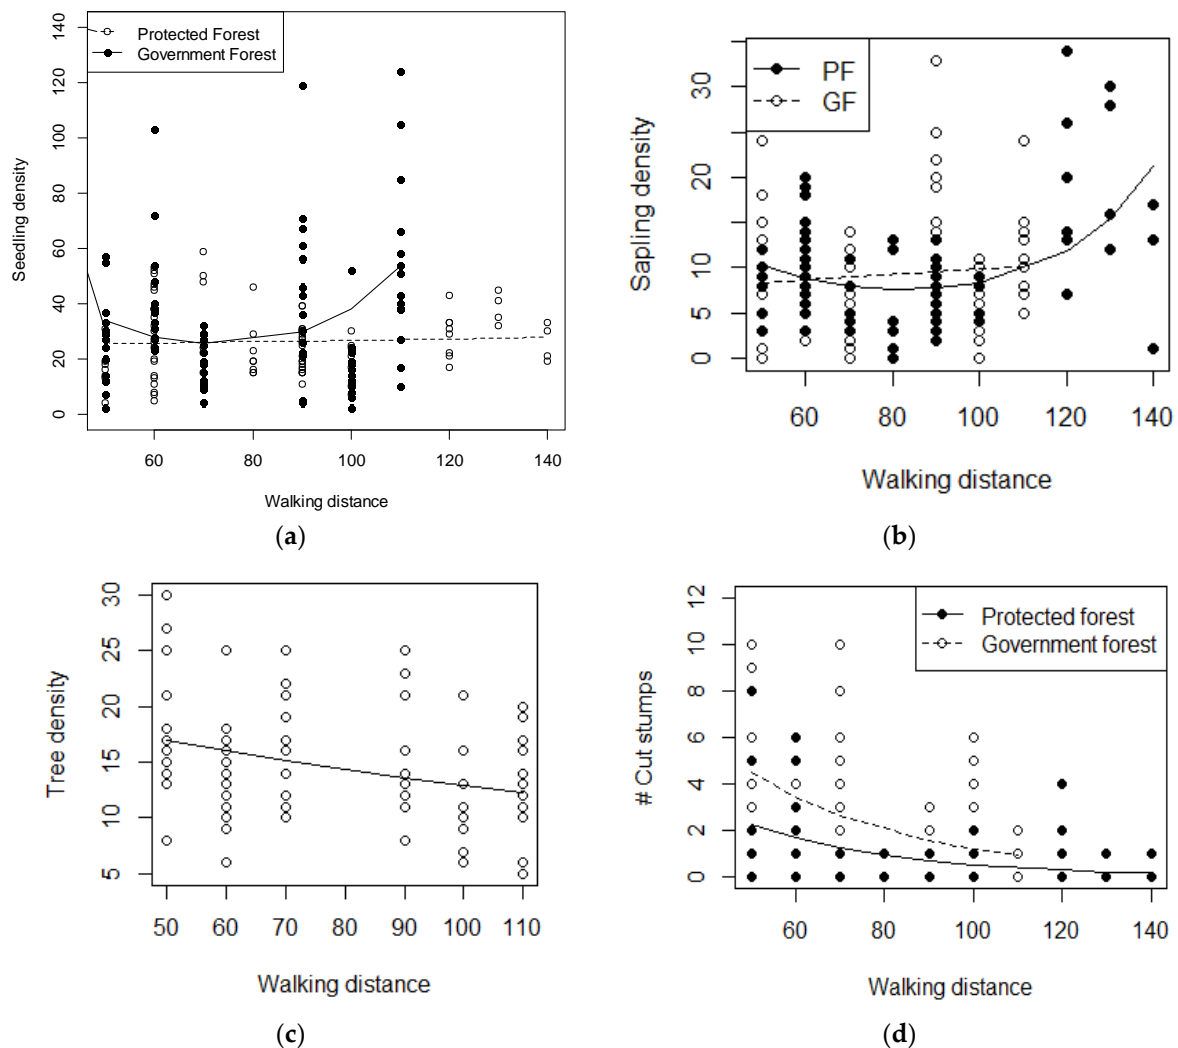 Protected Forest
Government Forest
Seedling density
0 20 40 60 80 100 120 140
60 80 100 120 140
Walking distance
(a)
PF
GF
Sapling density
0 5 10 20 30
60 80 100 120 140
Walking distance
(b)
Tree density
5 10 15 20 25 30
50 60 70 80 90 100 110
Walking distance
(c)
Protected forest
Government forest
# Cut stumps
0 2 4 6 8 10 12
60 80 100 120 140
Walking distance
(d)